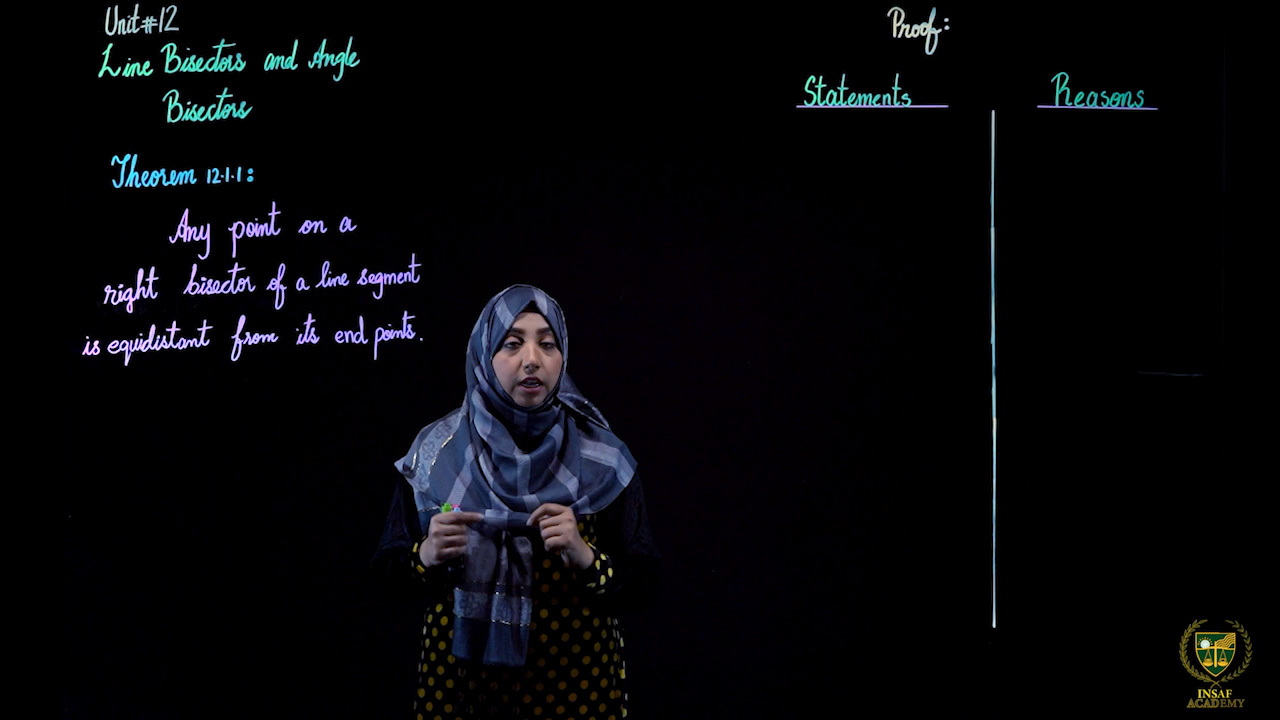 Unit#12
Line Bisectors and Angle
Bisectors
Theorem 12.1.1:
Any point on a
right bisector of a line segment
is equidistant from its end points.
Proof:
Statements
Reasons
INSAF
ACADEMY